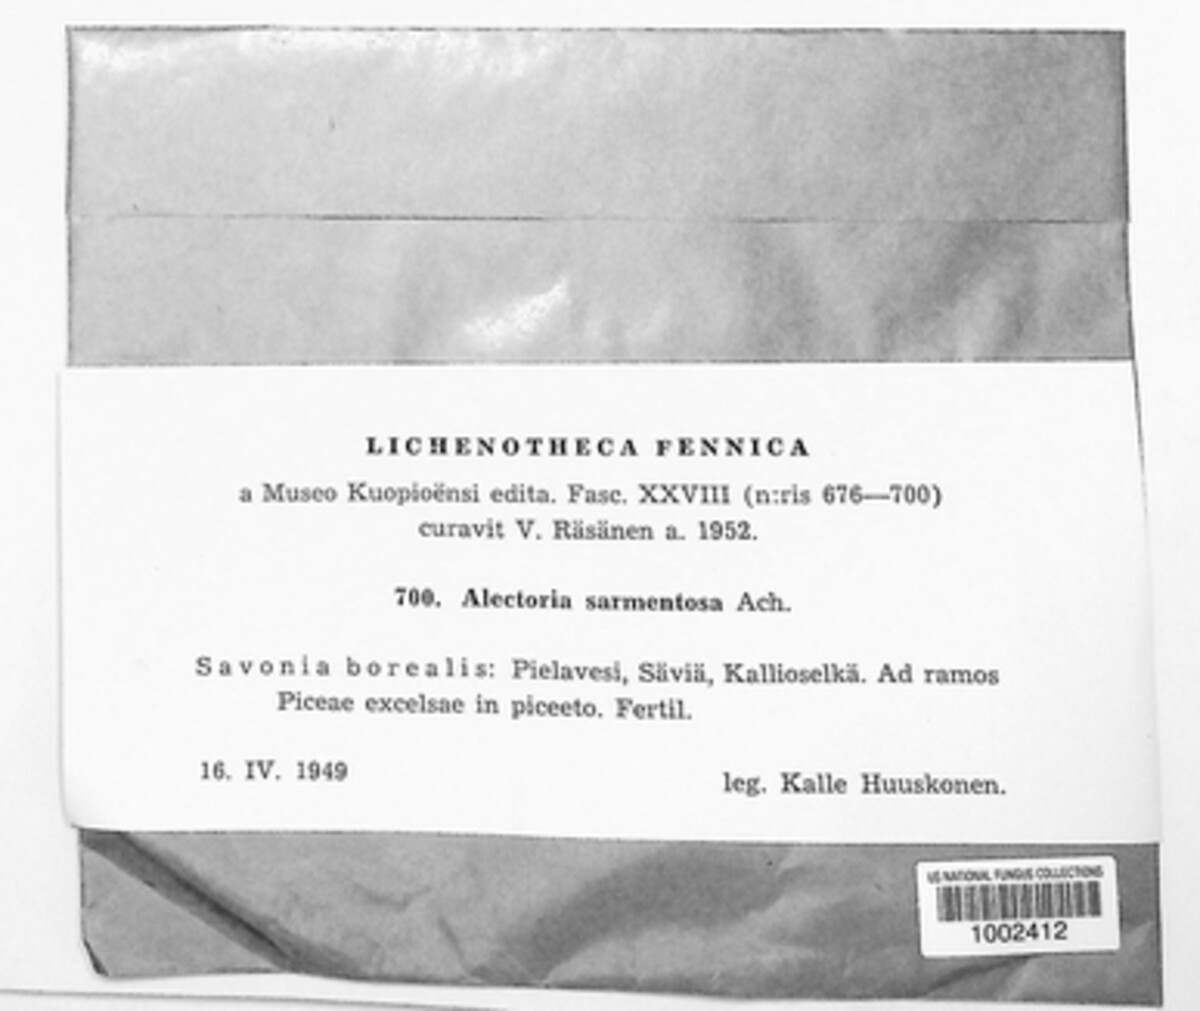 LICHENOTHECA FENNICA
a Museo Kuopioënsi edita. Fasc. XXVIII (n:ris 676—700)
curavit V. Räsänen a. 1952.
700. Alectoria sarmentosa Ach.
Savonia borealis: Pielavesi, Säviä, Kallioselkä. Ad ramos
Piceae excelsae in piceeto. Fertil.
16. IV. 1949
leg. Kalle Huuskonen.
US NATIONAL FUNGUS COLLECTIONS
1002412